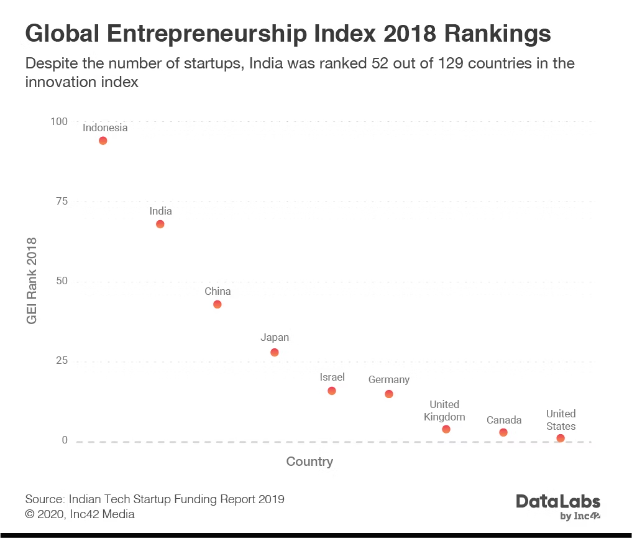 Global Entrepreneurship Index 2018 Rankings
Despite the number of startups, India was ranked 52 out of 129 countries in the
innovation index
100
Indonesia
75
India
50
China
Japan
25
Israel
Germany
United
Kingdom
Canada
United
States
0
GEI Rank 2018
Country
Source: Indian Tech Startup Funding Report 2019
© 2020, Inc42 Media
DataLabs
by Inc42